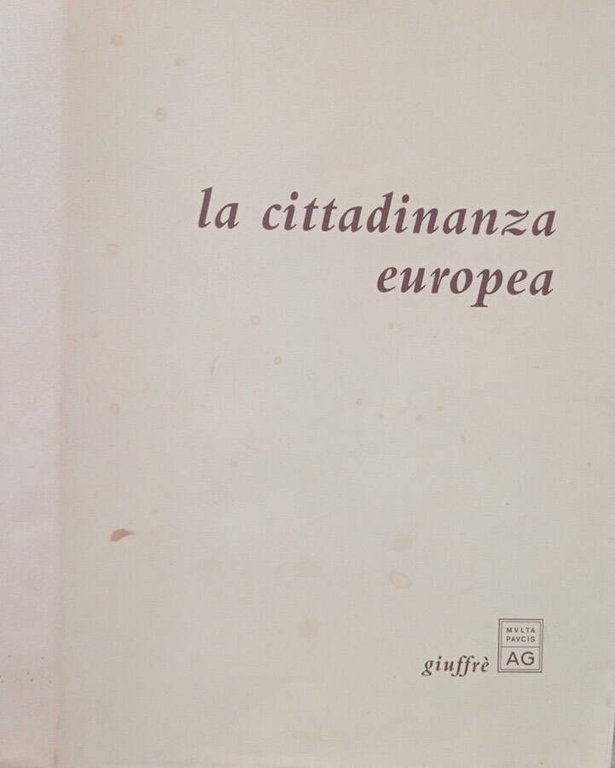 la cittadinanza
europea
giuffrè
MVLTA
PAVCIS
AG